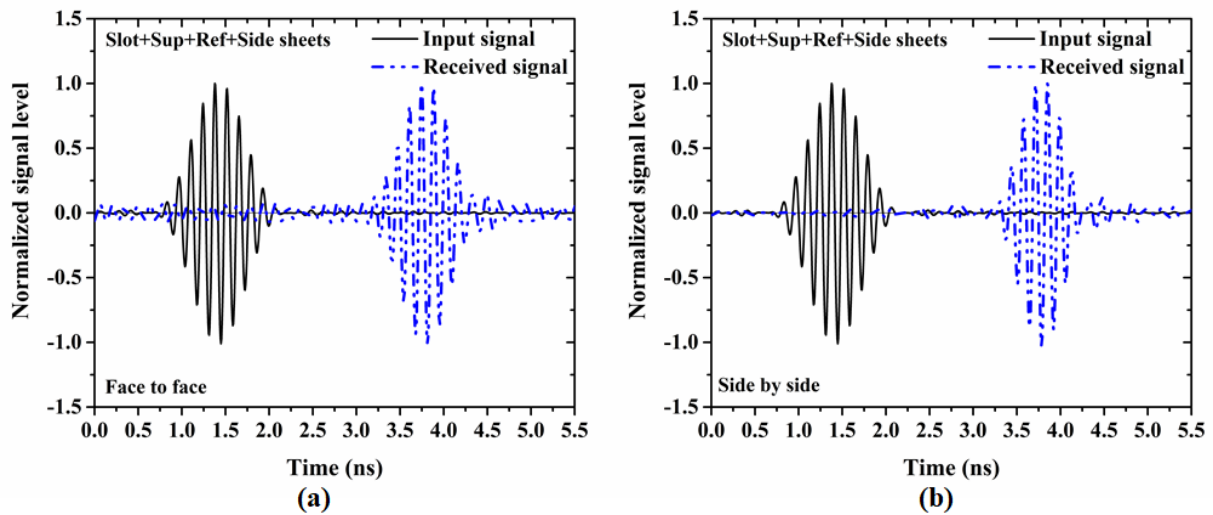 Slot+Sup+Ref+Side sheets
Input signal
Received signal
Normalized signal level
1.5
1.0
0.5
0.0
-0.5
-1.0
-1.5
Face to face
0.0 0.5 1.0 1.5 2.0 2.5 3.0 3.5 4.0 4.5 5.0 5.5
Time (ns)
(a)
Slot+Sup+Ref+Side sheets
Input signal
Received signal
Normalized signal level
1.5
1.0
0.5
0.0
-0.5
-1.0
-1.5
Side by side
0.0 0.5 1.0 1.5 2.0 2.5 3.0 3.5 4.0 4.5 5.0 5.5
Time (ns)
(b)